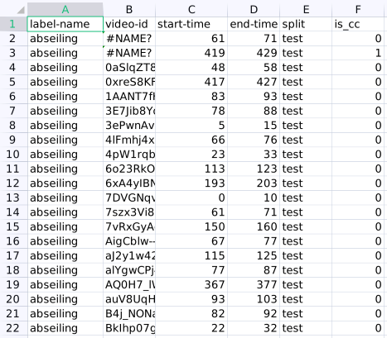 A B C D E F
1 label-name video-id start-time end-time split is_cc
2 abseiling #NAME? 61 71 test 0
3 abseiling #NAME? 419 429 test 1
4 abseiling 0aSlqZT8 48 58 test 0
5 abseiling 0xreS8KF 417 427 test 0
6 abseiling 1AANT7fl 83 93 test 0
7 abseiling 3E7Jib8Y 78 88 test 0
8 abseiling 3ePwnAv 5 15 test 0
9 abseiling 4IFmhj4x 66 76 test 0
10 abseiling 4pW1rqb 23 33 test 0
11 abseiling 6o23RkO 113 123 test 0
12 abseiling 6xA4yIBN 193 203 test 0
13 abseiling 7DVGNqv 0 10 test 0
14 abseiling 7szx3Vi8 61 71 test 0
15 abseiling 7vRxGyA 150 160 test 0
16 abseiling AigCbIw-- 67 77 test 0
17 abseiling aJ2y1w42 115 125 test 0
18 abseiling alYgwCPj 77 87 test 0
19 abseiling AQ0H7_I 367 377 test 0
20 abseiling auV8UqH 93 103 test 0
21 abseiling B4j_NON 82 92 test 0
22 abseiling BkIhp07g 22 32 test 0